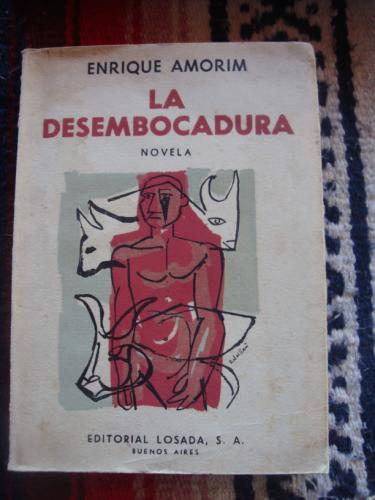 ENRIQUE AMORIM
LA
DESEMBOCADURA
NOVELA
EDITORIAL LOSADA, S. A.
BUENOS AIRES